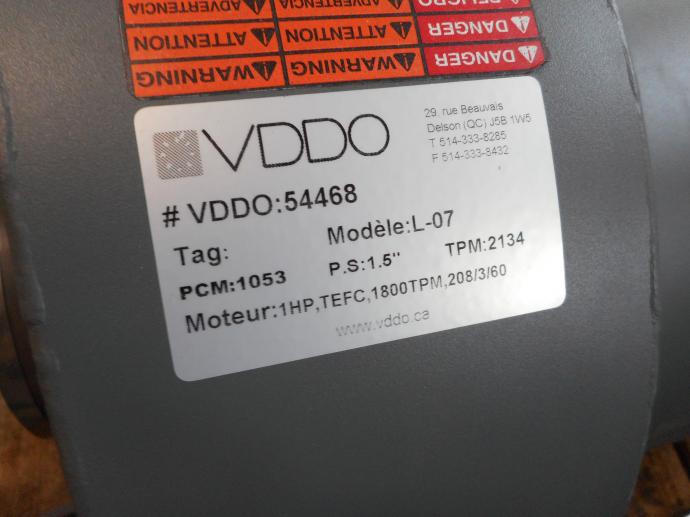 ADVERTENCIA ADVERTENCIA PELIGRO
ATTENTION ATTENTION DANGER
WARNING WARNING DANGER
VDDO
29, rue Beauvais
Delson (QC) J5B 1W5
T 514-333-8285
F 514-333-8432
# VDDO:54468
Tag: Modèle:L-07
PCM:1053 P.S:1.5" TPM:2134
Moteur:1HP,TEFC,1800TPM,208/3/60
www.vddo.ca